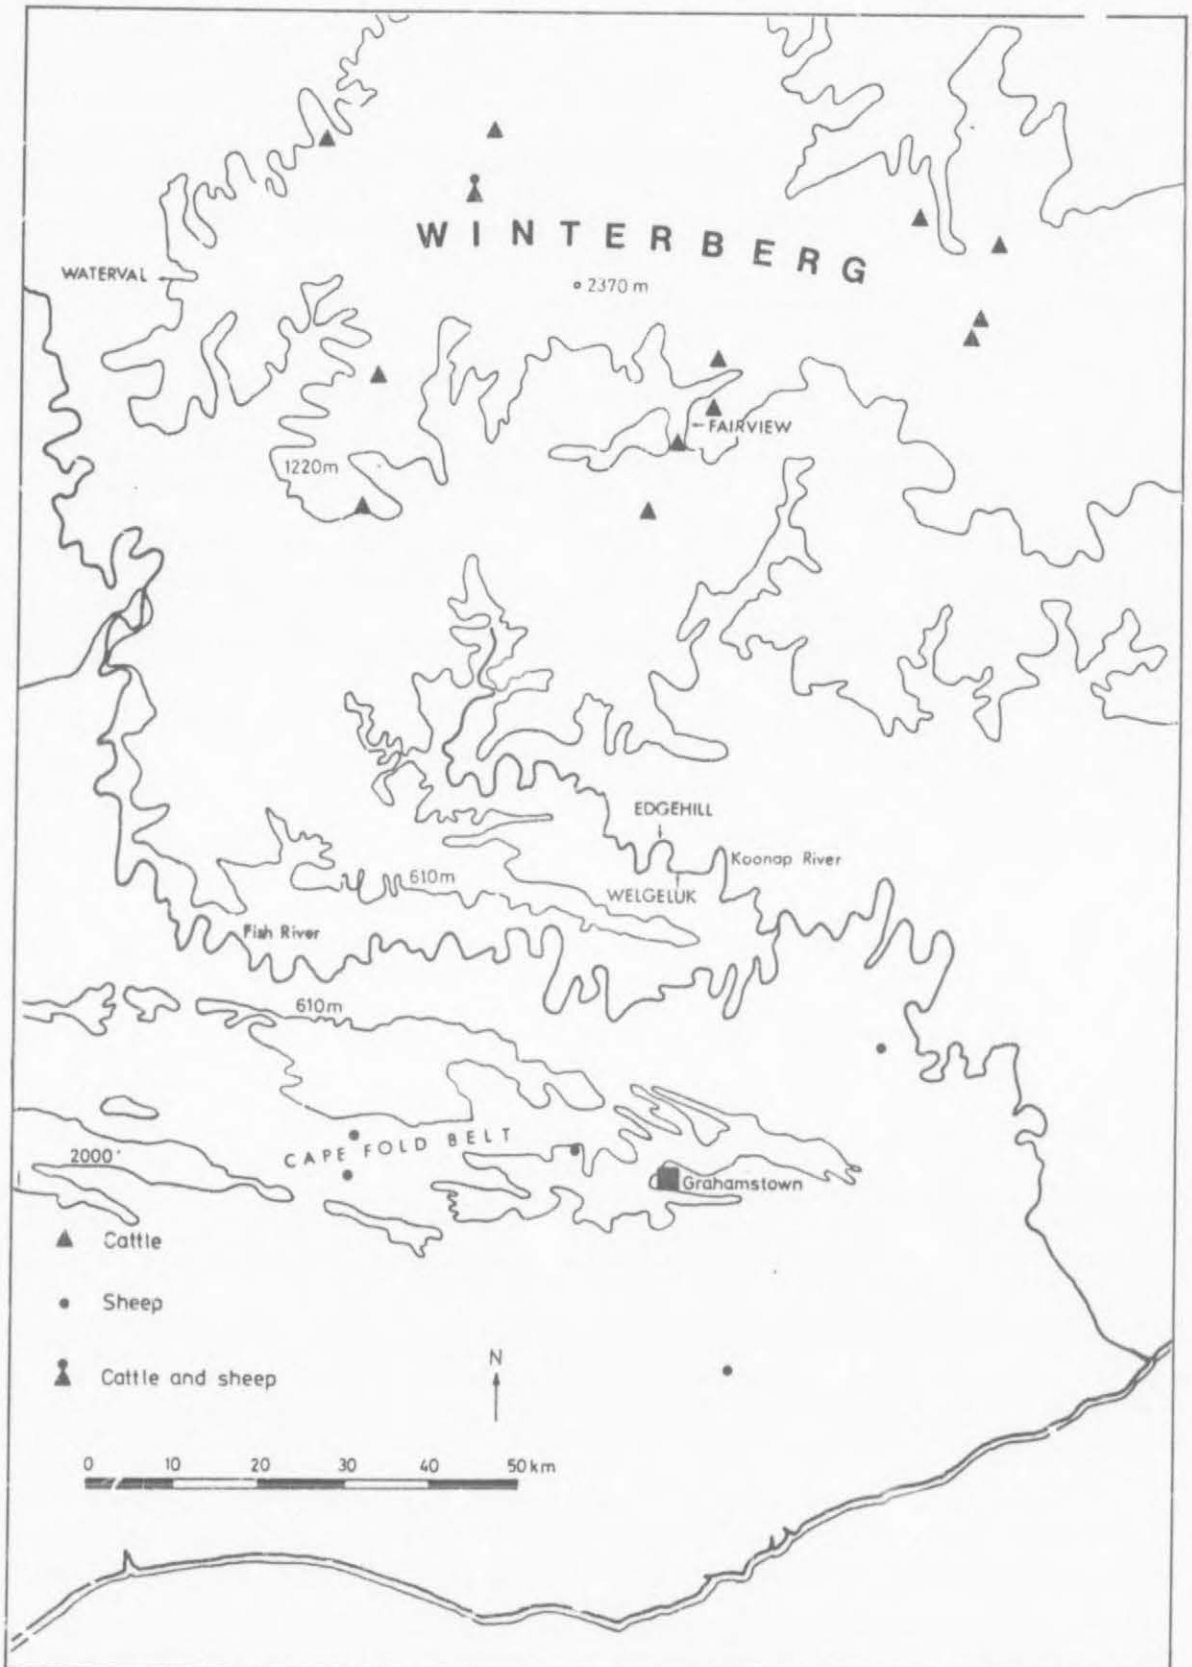 WINTERBERG
WATERVAL
2370 m
FAIRVIEW
1220m
EDGEHILL
Koonap River
610m
WELGELUK
Fish River
610m
CAPE FOLD BELT
2000'
Grahamstown
Cattle
Sheep
Cattle and sheep
N
0 10 20 30 40 50 km